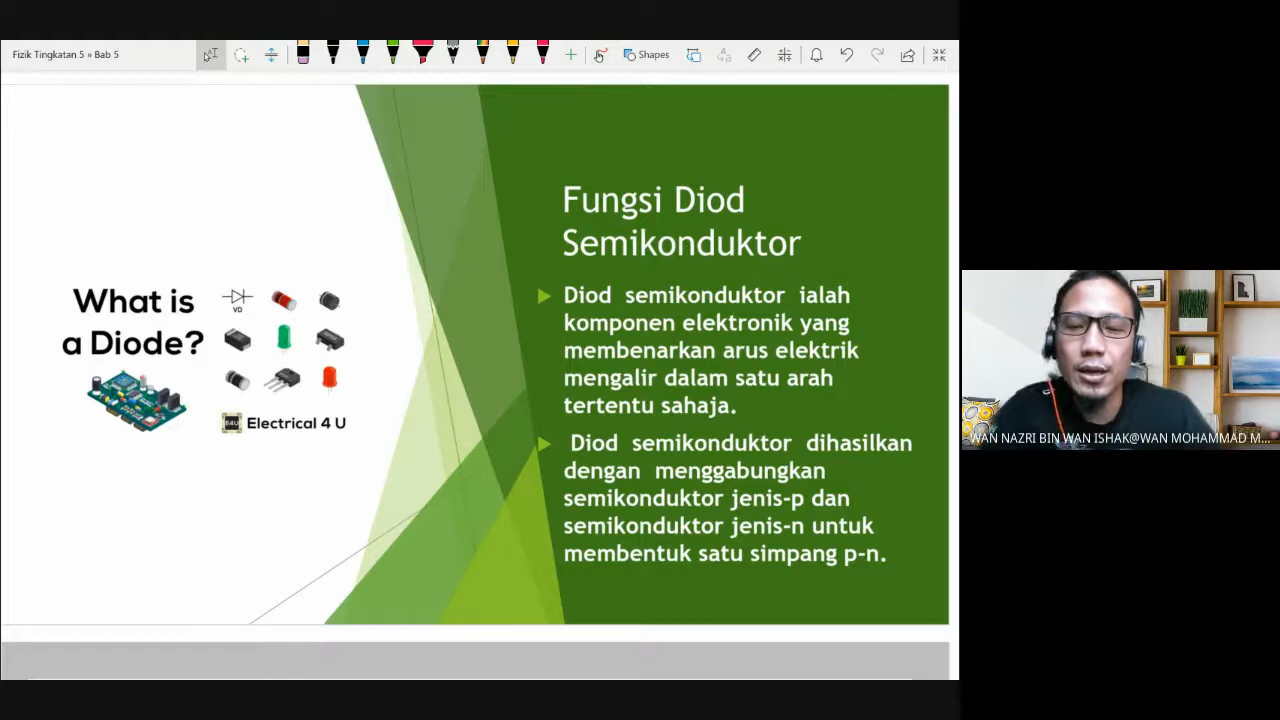 Fizik Tingkatan 5 » Bab 5
Shapes
What is
a Diode?
VD
E4U Electrical 4 U
Fungsi Diod
Semikonduktor
Diod semikonduktor ialah
komponen elektronik yang
membenarkan arus elektrik
mengalir dalam satu arah
tertentu sahaja.
Diod semikonduktor dihasilkan
dengan menggabungkan
semikonduktor jenis-p dan
semikonduktor jenis-n untuk
membentuk satu simpang p-n.
WAN NAZRI BIN WAN ISHAK@WAN MOHAMMAD M...